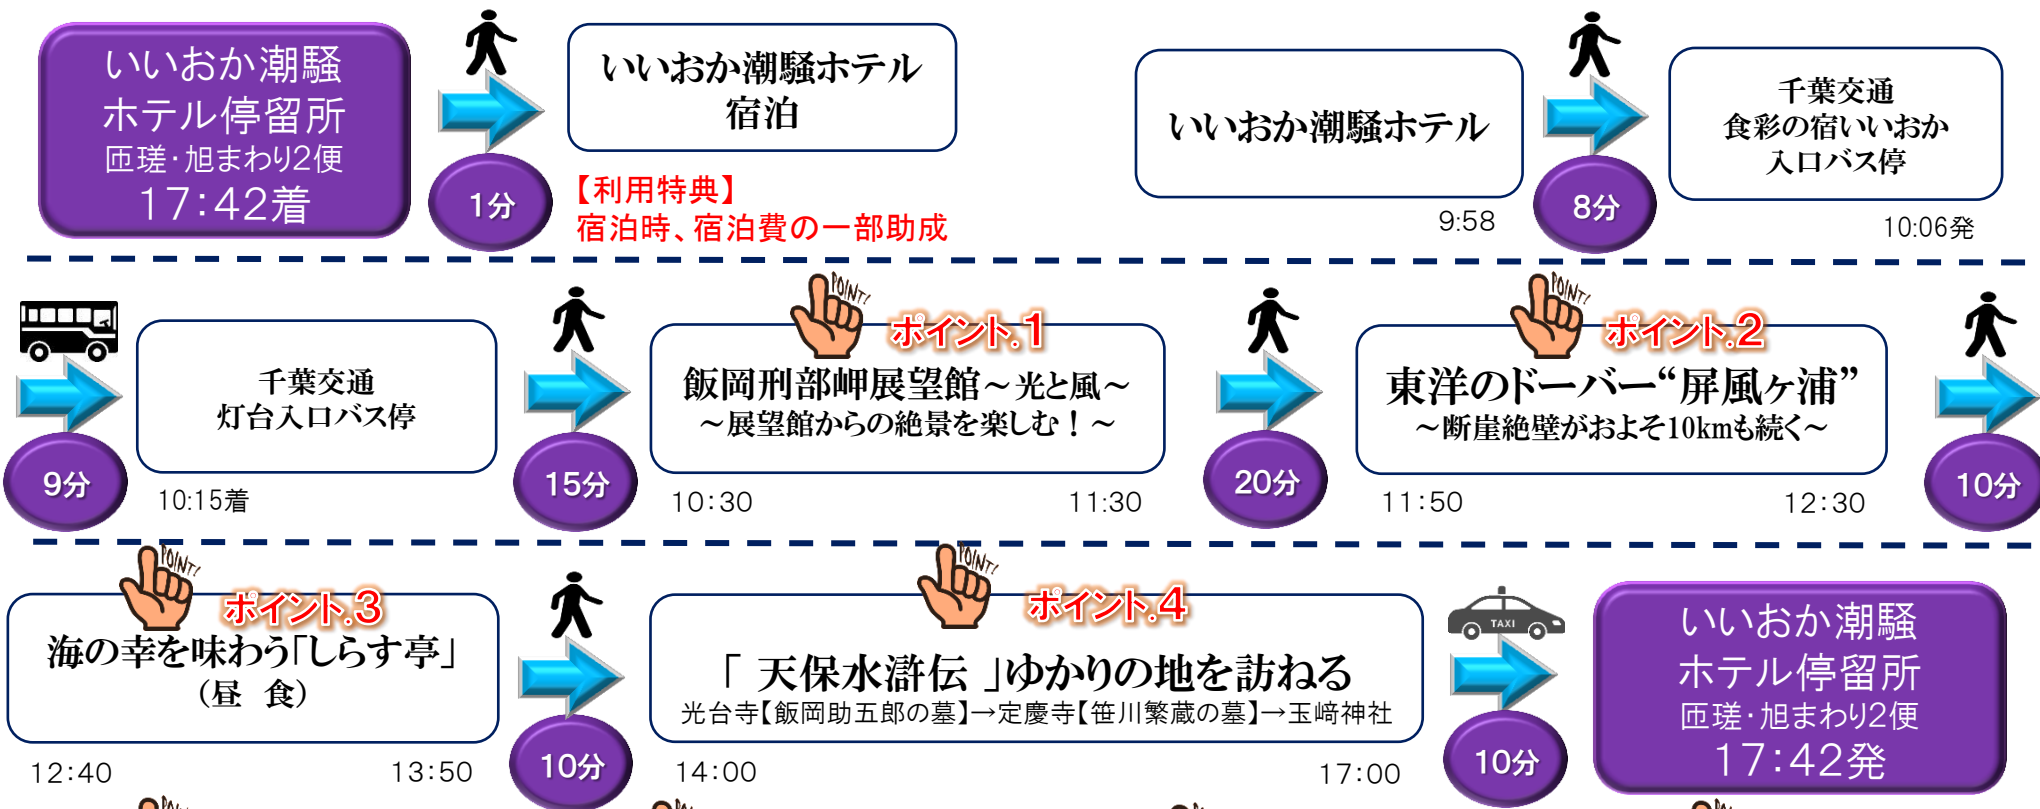 いいおか潮騒
ホテル停留所
匝瑳・旭まわり2便
17:42着
1分
いいおか潮騒ホテル
宿泊
【利用特典】
宿泊時、宿泊費の一部助成
いいおか潮騒ホテル
9:58
8分
千葉交通
食彩の宿いいおか
入口バス停
10:06発
9分
千葉交通
灯台入口バス停
10:15着
15分
POINT!
ポイント.1
飯岡刑部岬展望館～光と風～
～展望館からの絶景を楽しむ！～
10:30
11:30
20分
POINT!
ポイント.2
東洋のドーバー“屏風ヶ浦”
～断崖絶壁がおよそ10kmも続く～
11:50
12:30
10分
POINT!
ポイント.3
海の幸を味わう「しらす亭」
（昼　食）
12:40
13:50
10分
POINT!
ポイント.4
「 天保水滸伝 」ゆかりの地を訪ねる
光台寺【飯岡助五郎の墓】→定慶寺【笹川繁蔵の墓】→玉﨑神社
14:00
17:00
TAXI
10分
いいおか潮騒
ホテル停留所
匝瑳・旭まわり2便
17:42発